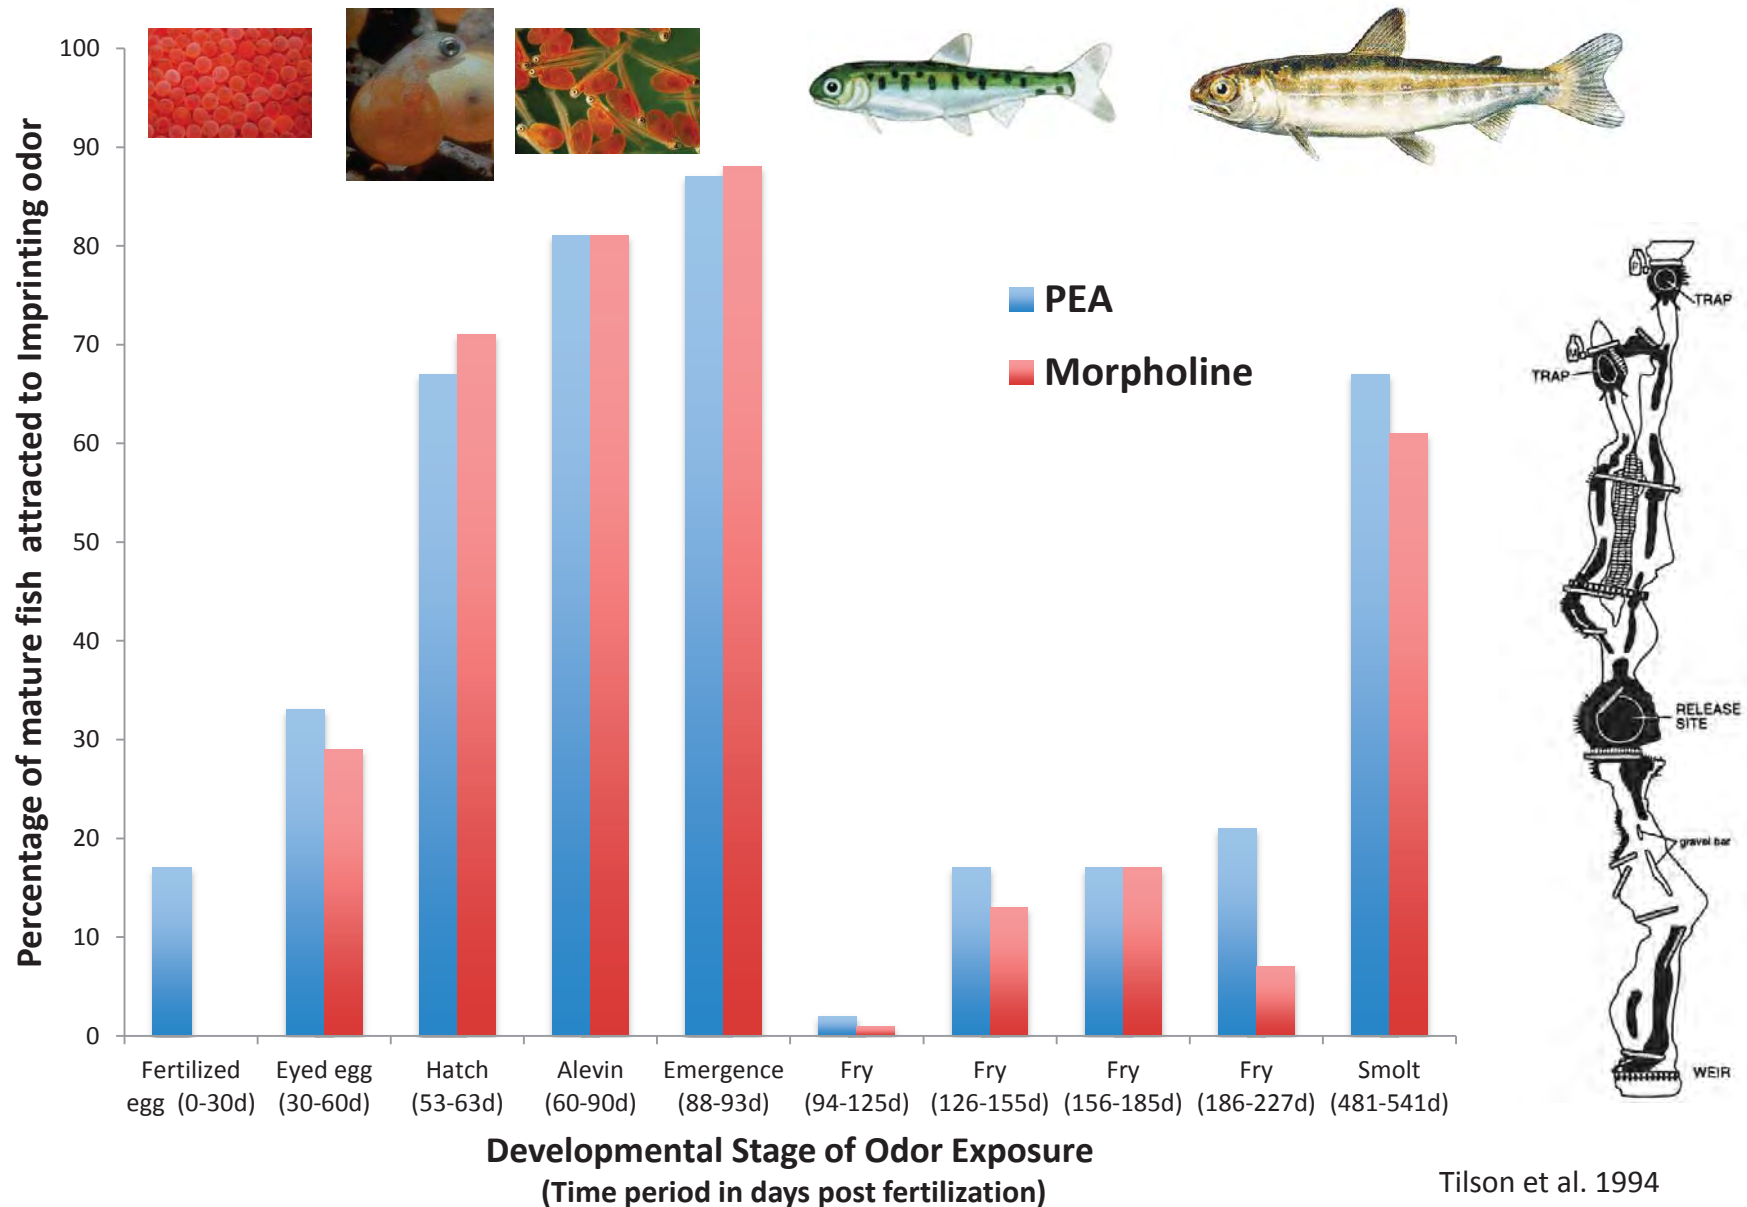 Percentage of mature fish attracted to Imprinting odor
100
90
80
70
60
50
40
30
20
10
0
PEA
Morpholine
Fertilized
egg (0-30d)
Eyed egg
(30-60d)
Hatch
(53-63d)
Alevin
(60-90d)
Emergence
(88-93d)
Fry
(94-125d)
Fry
(126-155d)
Fry
(156-185d)
Fry
(186-227d)
Smolt
(481-541d)
Developmental Stage of Odor Exposure
(Time period in days post fertilization)
P
TRAP
M
TRAP
RELEASE
SITE
gravel bar
WEIR
Tilson et al. 1994